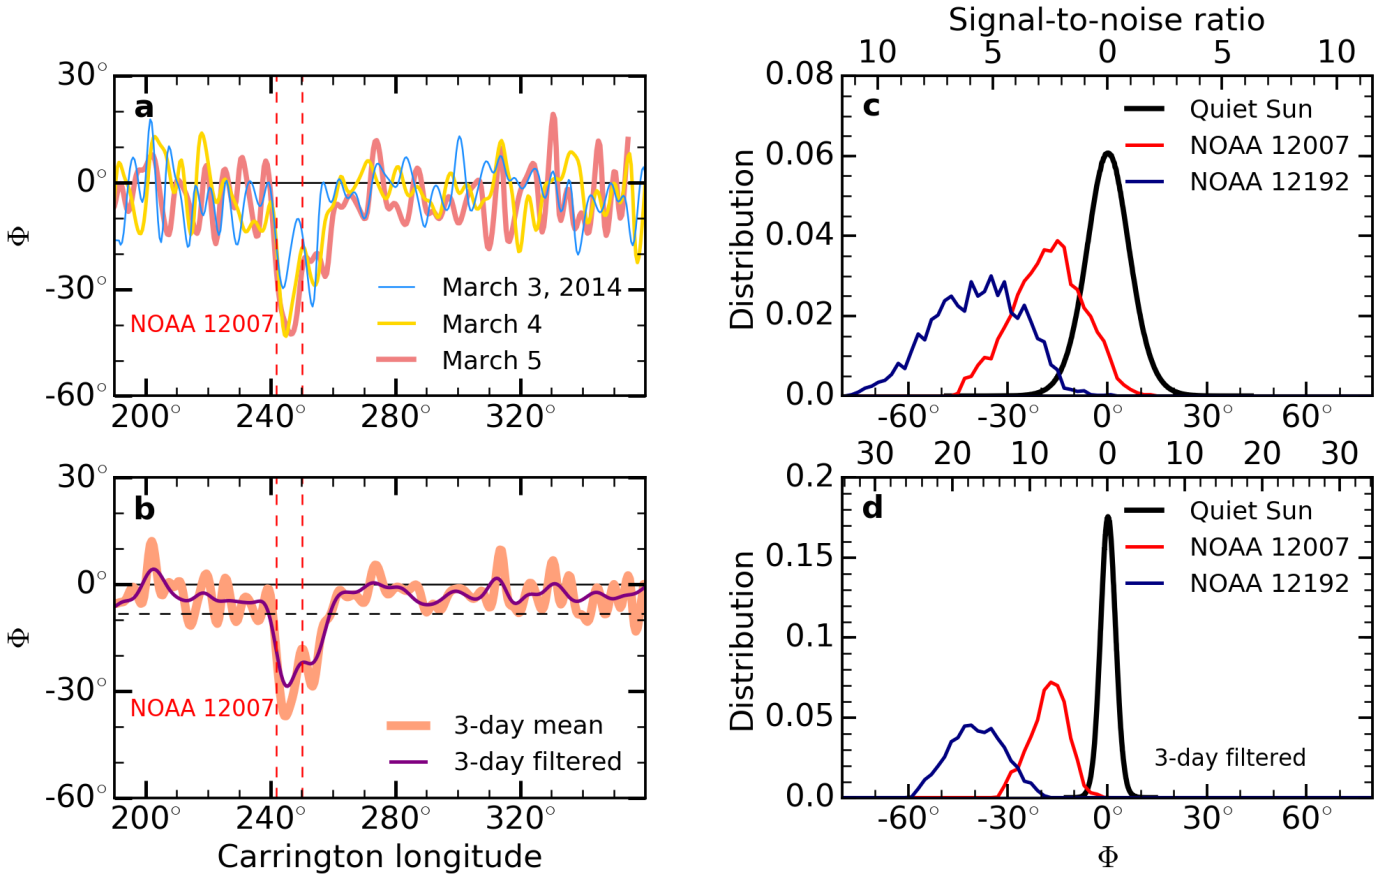 Signal-to-noise ratio
10 5 0 5 10
30° 0° -30° -60°
Φ
a
NOAA 12007
March 3, 2014
March 4
March 5
200° 240° 280° 320°
0.08 0.06 0.04 0.02 0.0
Distribution
c
Quiet Sun
NOAA 12007
NOAA 12192
-60° -30° 0° 30° 60°
30° 0° -30° -60°
Φ
b
NOAA 12007
3-day mean
3-day filtered
200° 240° 280° 320°
Carrington longitude
30 20 10 0 10 20 30
0.2 0.15 0.1 0.05 0.0
Distribution
d
Quiet Sun
NOAA 12007
NOAA 12192
3-day filtered
-60° -30° 0° 30° 60°
Φ